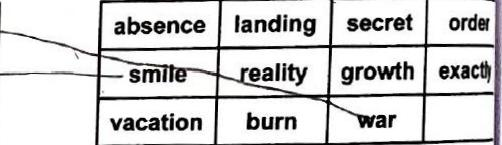 absence landing secret order
smile reality growth exactly
vacation burn war